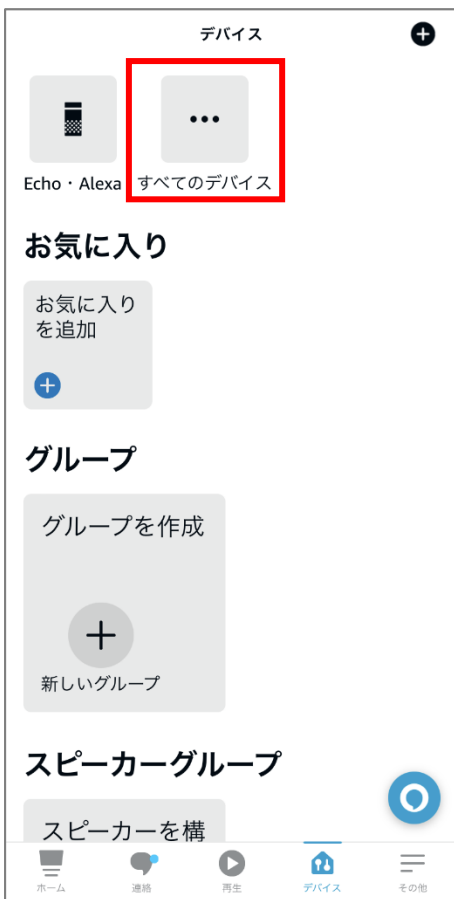 デバイス
Echo・Alexa
すべてのデバイス
お気に入り
お気に入り
を追加
グループ
グループを作成
新しいグループ
スピーカーグループ
スピーカーを構
ホーム
連絡
再生
デバイス
その他